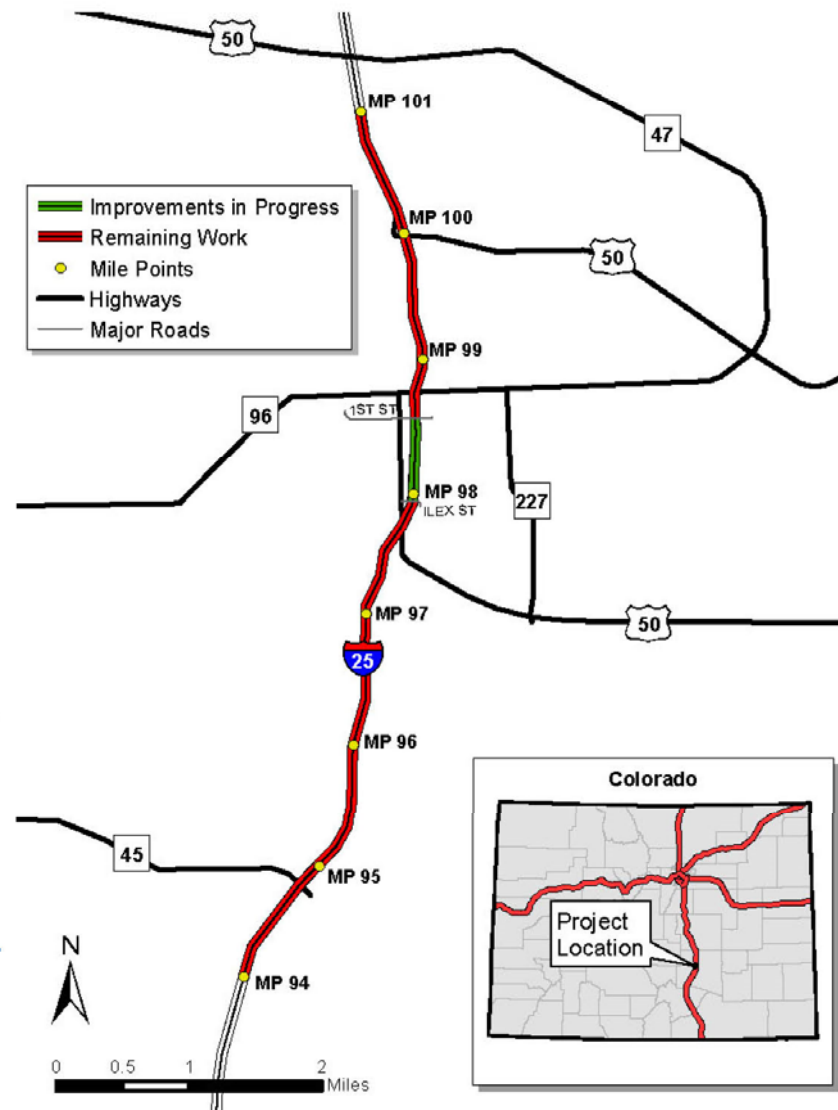 50
MP 101
47
Improvements in Progress
Remaining Work
Mile Points
Highways
Major Roads
MP 100
50
MP 99
96
1ST ST
MP 98
ILEX ST
227
MP 97
50
25
MP 96
Colorado
45
MP 95
Project
Location
N
MP 94
0 0.5 1 2
Miles